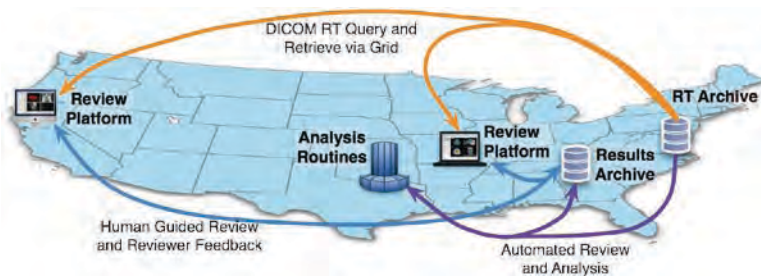 DICOM RT Query and
Retrieve via Grid
RT Archive
Review
Platform
Analysis
Routines
Review
Platform
Results
Archive
Human Guided Review
and Reviewer Feedback
Automated Review
and Analysis